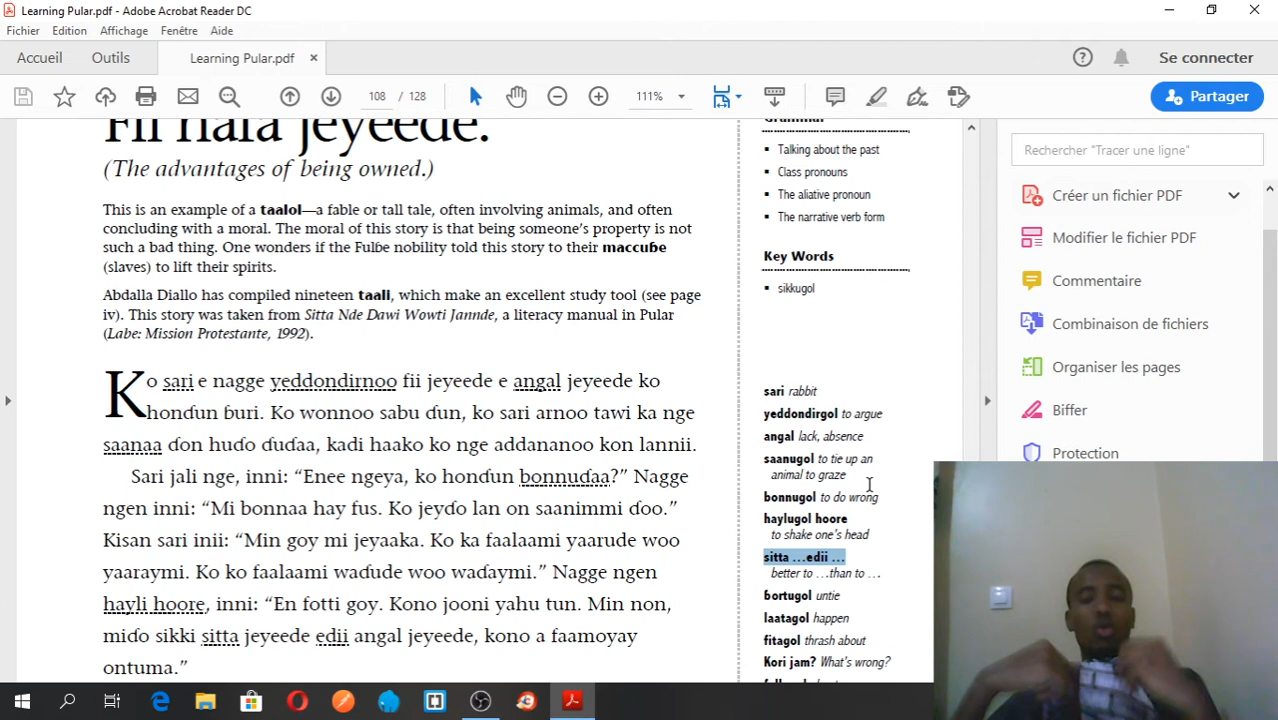 Learning Pular.pdf - Adobe Acrobat Reader DC
Fichier Edition Affichage Fenêtre Aide
Accueil Outils Learning Pular.pdf × Se connecter
108 / 128 111% Partager
Fii nafa jeyeede.
(The advantages of being owned.)
This is an example of a taalol—a fable or tall tale, often involving animals, and often
concluding with a moral. The moral of this story is that being someone’s property is not
such a bad thing. One wonders if the Fulɓe nobility told this story to their maccuɓe
(slaves) to lift their spirits.
Abdalla Diallo has compiled nineteen taali, which make an excellent study tool (see page
iv). This story was taken from Sitta Nde Dawi Wowti Jannde, a literacy manual in Pular
(Labe: Mission Protestante, 1992).
Ko sari e nagge yeddondirnoo fii jeyeede e angal jeyeede ko
honɗun ɓuri. Ko wonnoo sabu ɗun, ko sari arnoo tawi ka nge
saanaa ɗon huɗo ɗuɗaa, kadi haako ko nge addananoo kon lannii.
Sari jali nge, inni: “Enee ngeya, ko honɗun bonnuɗaa?” Nagge
ngen inni: “Mi bonnaa hay fus. Ko jeyɗo lan on saanimmi ɗoo.”
Kisan sari inii: “Min goy mi jeyaaka. Ko ka faalaami yaarude woo
yaaraymi. Ko ko faalaami waɗude woo waɗaymi.” Nagge ngen
hayli hoore, inni: “En fotti goy. Kono jooni yahu tun. Min non,
miɗo sikki sitta jeyeede edii angal jeyeede, kono a faamoyay
ontuma.”
Grammar
▪ Talking about the past
▪ Class pronouns
▪ The aliative pronoun
▪ The narrative verb form
Key Words
▪ sikkugol
sari rabbit
yeddondirgol to argue
angal lack, absence
saanugol to tie up an
animal to graze
bonnugol to do wrong
haylugol hoore
to shake one’s head
sitta …edii …
better to …than to …
ɓortugol untie
laatagol happen
fitagol thrash about
Kori jam? What’s wrong?
Rechercher "Tracer une ligne"
Créer un fichier PDF
Modifier le fichier PDF
Commentaire
Combinaison de fichiers
Organiser les pages
Biffer
Protection